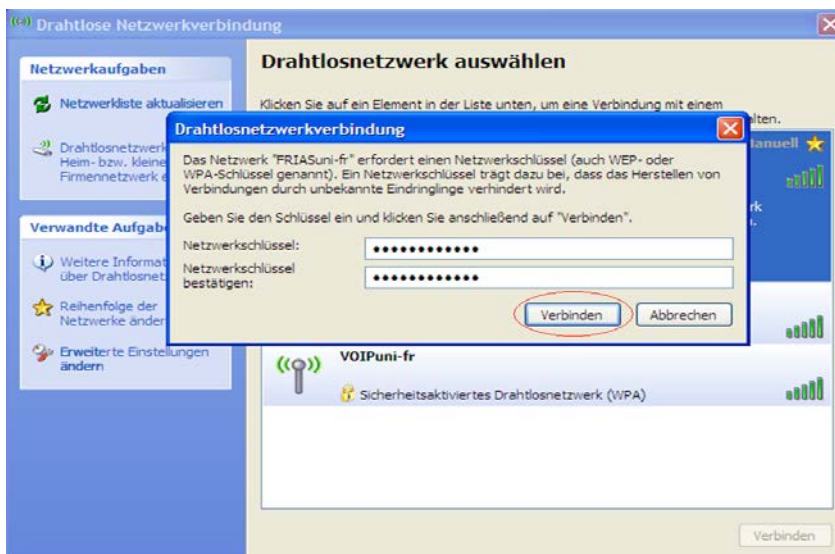 Drahtlose Netzwerkverbindung
Netzwerkaufgaben
Netzwerkliste aktualisieren
Drahtlosnetzwerk
Heim- bzw. kleine
Firmennetzwerk e
Verwandte Aufgab
Weitere Informat
über Drahtlosnet
Reihenfolge der
Netzwerke änder
Erweiterte Einstellungen
ändern
Drahtlosnetzwerk auswählen
Klicken Sie auf ein Element in der Liste unten, um eine Verbindung mit einem
alten.
Manuell
rk
Drahtlosnetzwerkverbindung
Das Netzwerk "FRIASuni-fr" erfordert einen Netzwerkschlüssel (auch WEP- oder
WPA-Schlüssel genannt). Ein Netzwerkschlüssel trägt dazu bei, dass das Herstellen von
Verbindungen durch unbekannte Eindringlinge verhindert wird.
Geben Sie den Schlüssel ein und klicken Sie anschließend auf "Verbinden".
Netzwerkschlüssel: ••••••••••••
Netzwerkschlüssel
bestätigen: ••••••••••••
Verbinden Abbrechen
VOIPuni-fr
Sicherheitsaktiviertes Drahtlosnetzwerk (WPA)
Verbinden